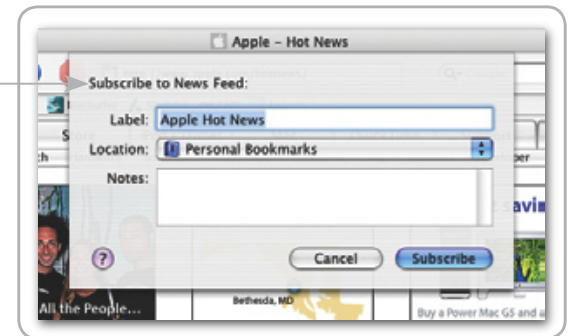 Apple – Hot News
Subscribe to News Feed:
Label: Apple Hot News
Location: Personal Bookmarks
Notes:
? Cancel Subscribe
All the People...
Bethesda, MD
Buy a Power Mac G5 and a